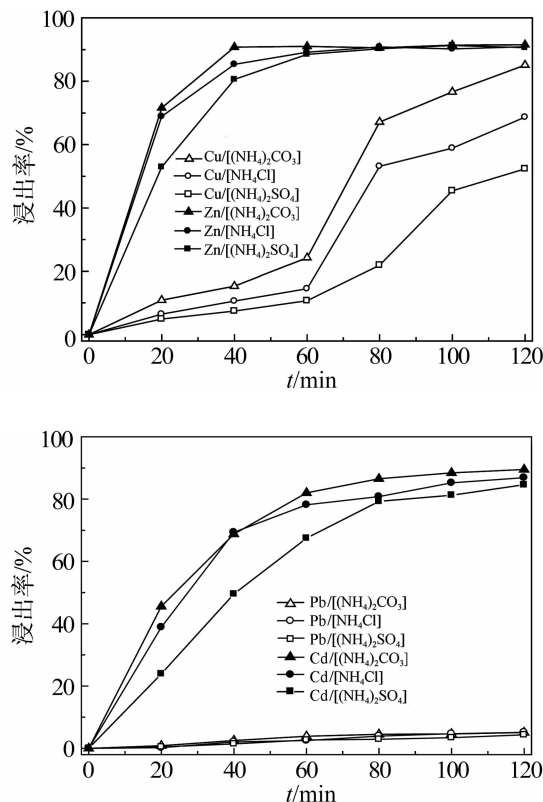 100
80
60
40
20
0
浸出率/%
Cu/[(NH₄)₂CO₃]
Cu/[NH₄Cl]
Cu/[(NH₄)₂SO₄]
Zn/[(NH₄)₂CO₃]
Zn/[NH₄Cl]
Zn/[(NH₄)₂SO₄]
0 20 40 60 80 100 120
t/min
100
80
60
40
20
0
浸出率/%
Pb/[(NH₄)₂CO₃]
Pb/[NH₄Cl]
Pb/[(NH₄)₂SO₄]
Cd/[(NH₄)₂CO₃]
Cd/[NH₄Cl]
Cd/[(NH₄)₂SO₄]
0 20 40 60 80 100 120
t/min